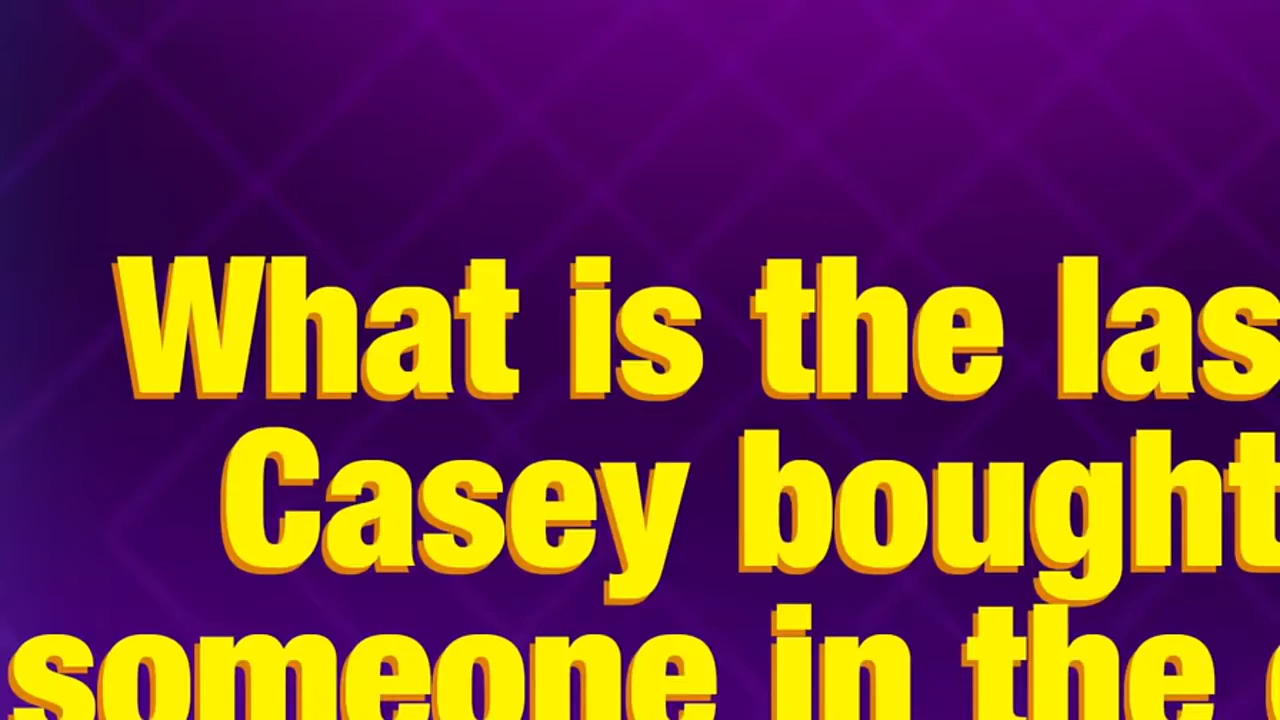 What is the las
Casey bought
someone in the